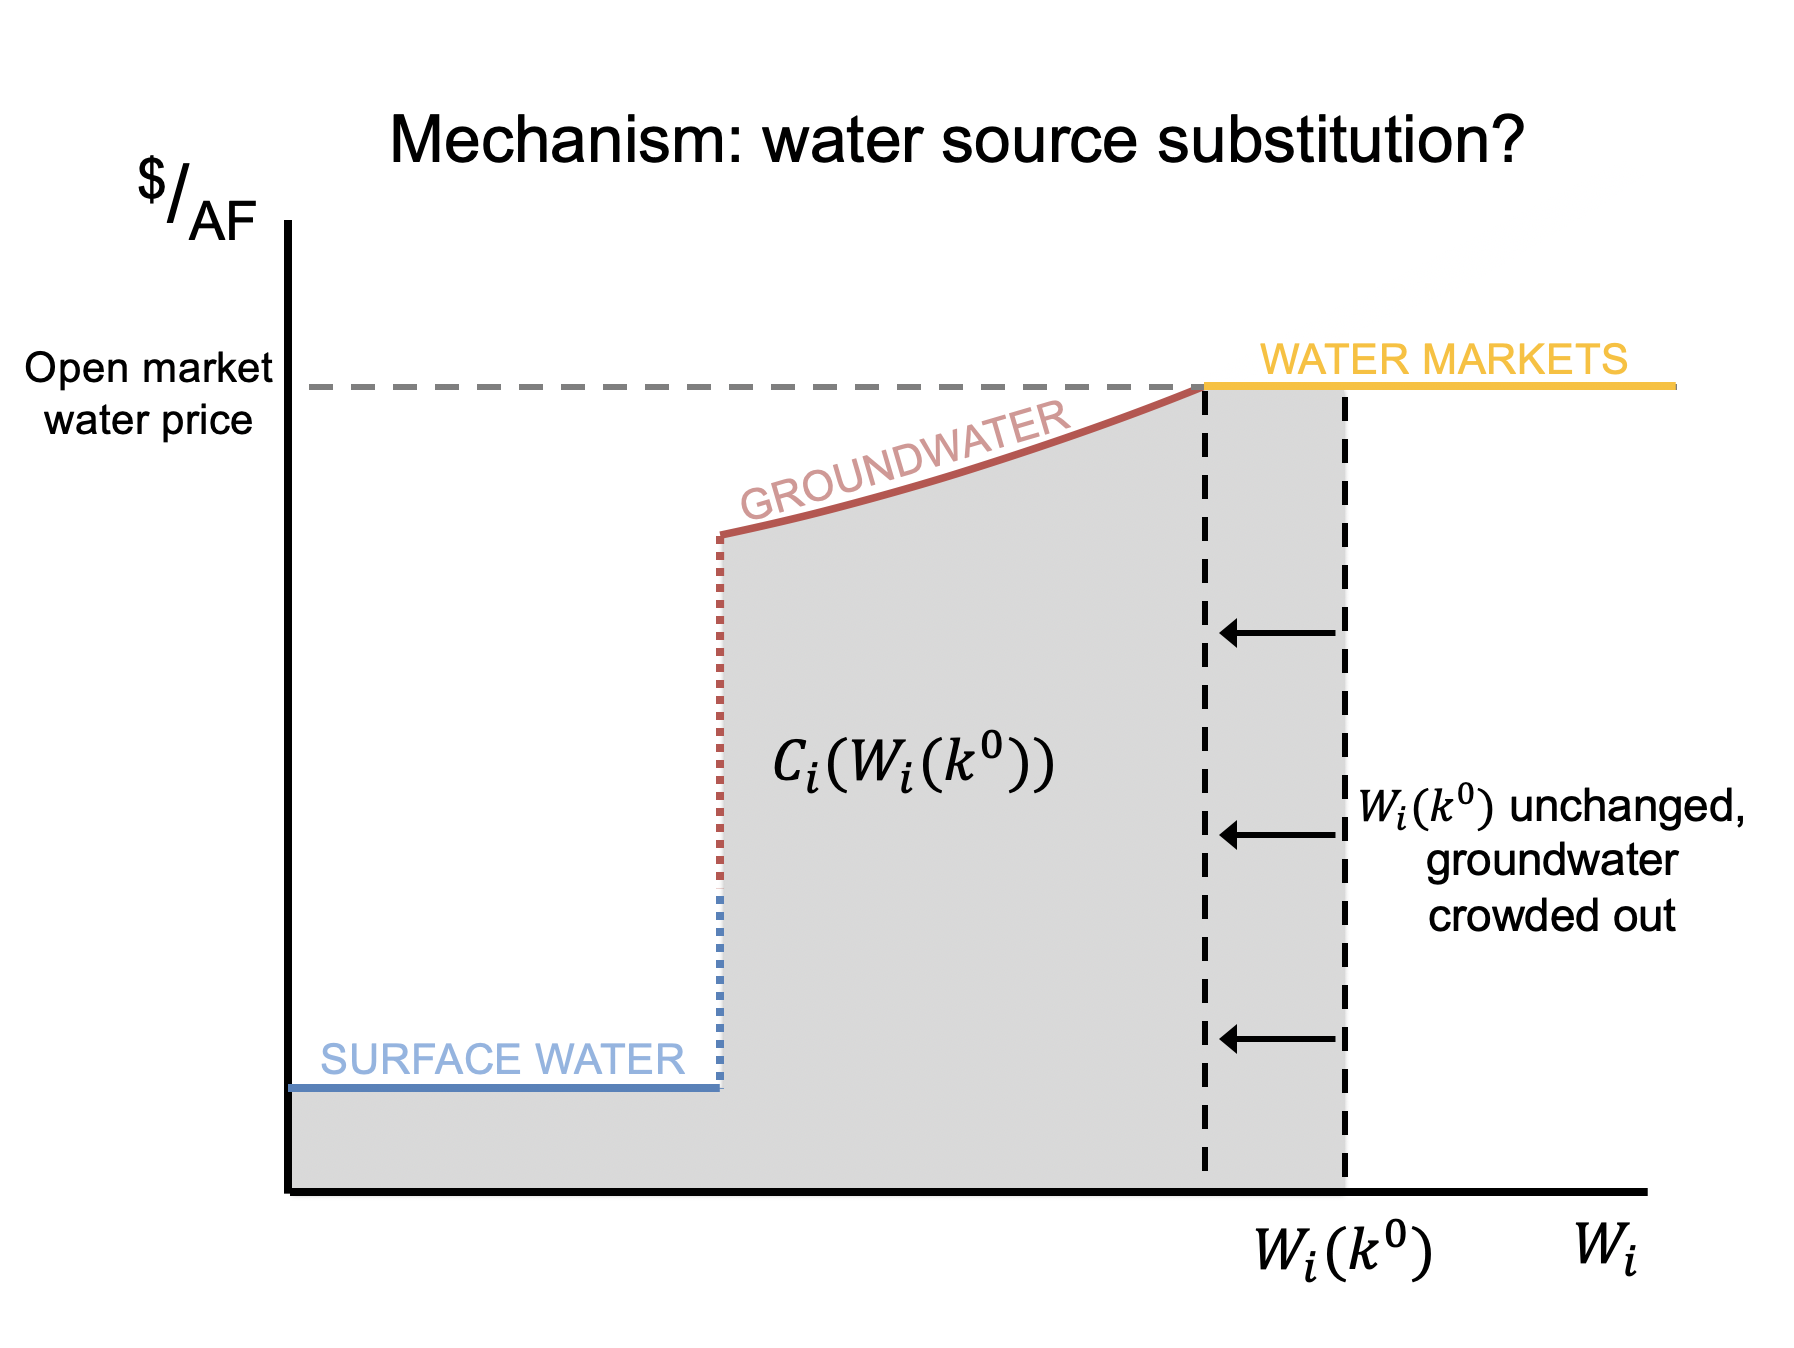 Mechanism: water source substitution?
$/AF
Open market
water price
WATER MARKETS
GROUNDWATER
C_i(W_i(k^0))
W_i(k^0) unchanged,
groundwater
crowded out
SURFACE WATER
W_i(k^0)
W_i